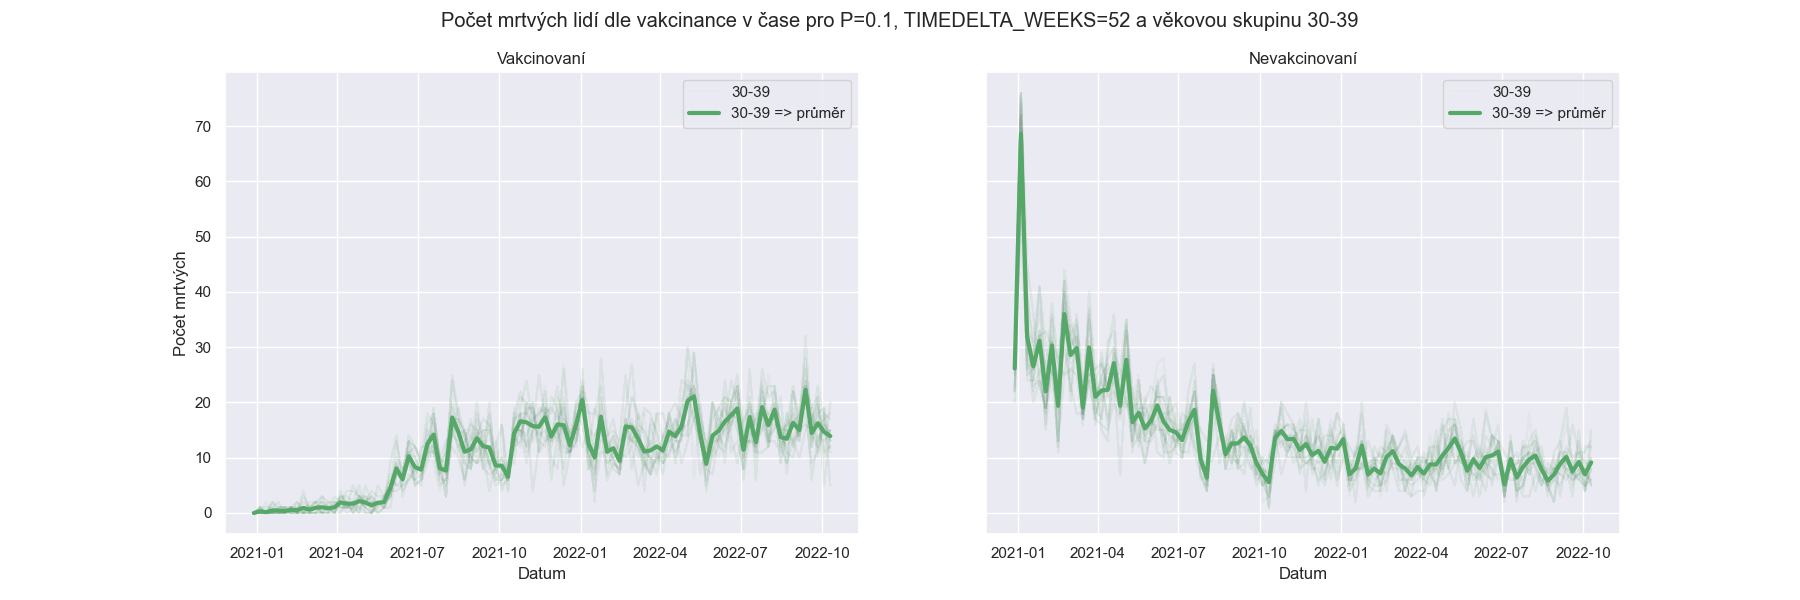 Počet mrtvých lidí dle vakcinance v čase pro P=0.1, TIMEDELTA_WEEKS=52 a věkovou skupinu 30-39
Vakcinovaní
Nevakcinovaní
30-39
30-39 => průměr
30-39
30-39 => průměr
Počet mrtvých
70
60
50
40
30
20
10
0
2021-01 2021-04 2021-07 2021-10 2022-01 2022-04 2022-07 2022-10
2021-01 2021-04 2021-07 2021-10 2022-01 2022-04 2022-07 2022-10
Datum
Datum